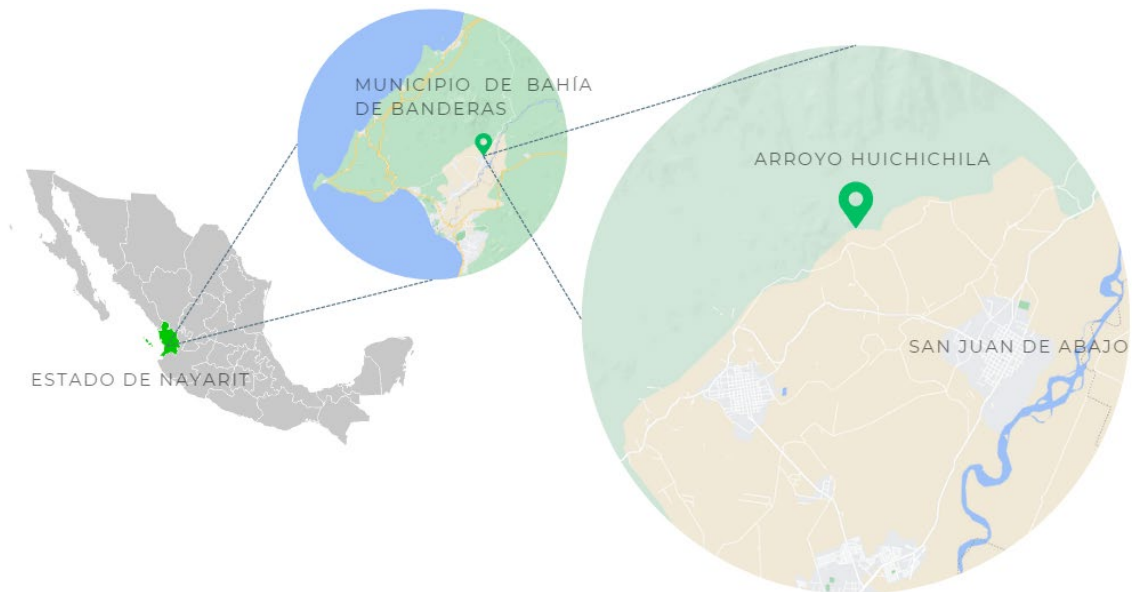 MUNICIPIO DE BAHÍA
DE BANDERAS
ARROYO HUICHICHILA
SAN JUAN DE ABAJO
ESTADO DE NAYARIT